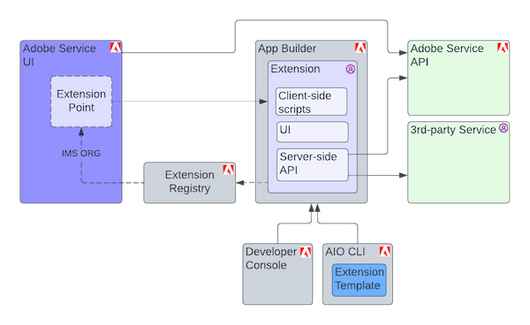 Adobe Service
UI
App Builder
Adobe Service
API
Extension
Extension
Point
Client-side
scripts
UI
3rd-party Service
IMS ORG
Server-side
API
Extension
Registry
Developer
Console
AIO CLI
Extension
Template